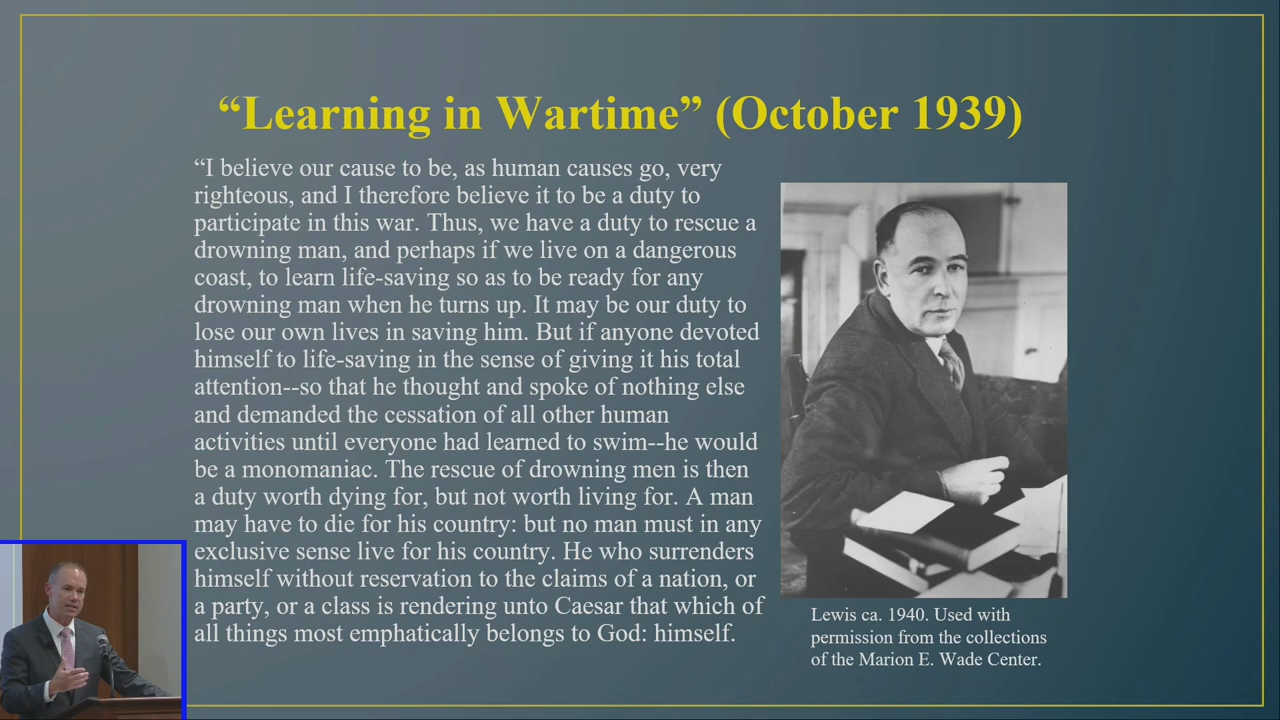 “Learning in Wartime” (October 1939)
“I believe our cause to be, as human causes go, very
righteous, and I therefore believe it to be a duty to
participate in this war. Thus, we have a duty to rescue a
drowning man, and perhaps if we live on a dangerous
coast, to learn life-saving so as to be ready for any
drowning man when he turns up. It may be our duty to
lose our own lives in saving him. But if anyone devoted
himself to life-saving in the sense of giving it his total
attention--so that he thought and spoke of nothing else
and demanded the cessation of all other human
activities until everyone had learned to swim--he would
be a monomaniac. The rescue of drowning men is then
a duty worth dying for, but not worth living for. A man
may have to die for his country: but no man must in any
exclusive sense live for his country. He who surrenders
himself without reservation to the claims of a nation, or
a party, or a class is rendering unto Caesar that which of
all things most emphatically belongs to God: himself.
Lewis ca. 1940. Used with
permission from the collections
of the Marion E. Wade Center.